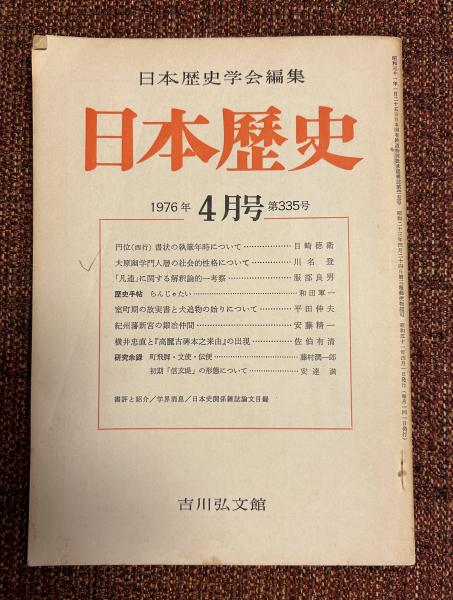 日本歴史学会編集
日本歴史
1976年 4月号 第335号
円位(西行)書状の執筆年時について…………目崎徳衛
大原幽学門人層の社会的性格について…………川名登
「凡道」に関する解釈論的一考察…………服部良男
歴史手帖 らんじゃたい…………和田軍一
室町期の故実書と犬追物の始りについて…………平田伸夫
紀州藩新宮の鍛冶仲間…………安藤精一
横井忠直と『高麗古碑本之来由』の出現…………佐伯有清
研究余録 町飛脚・文使・伝便…………藤村潤一郎
初期「信玄堤」の形態について…………安達満
書評と紹介/学界消息/日本史関係雑誌論文目録
吉川弘文館